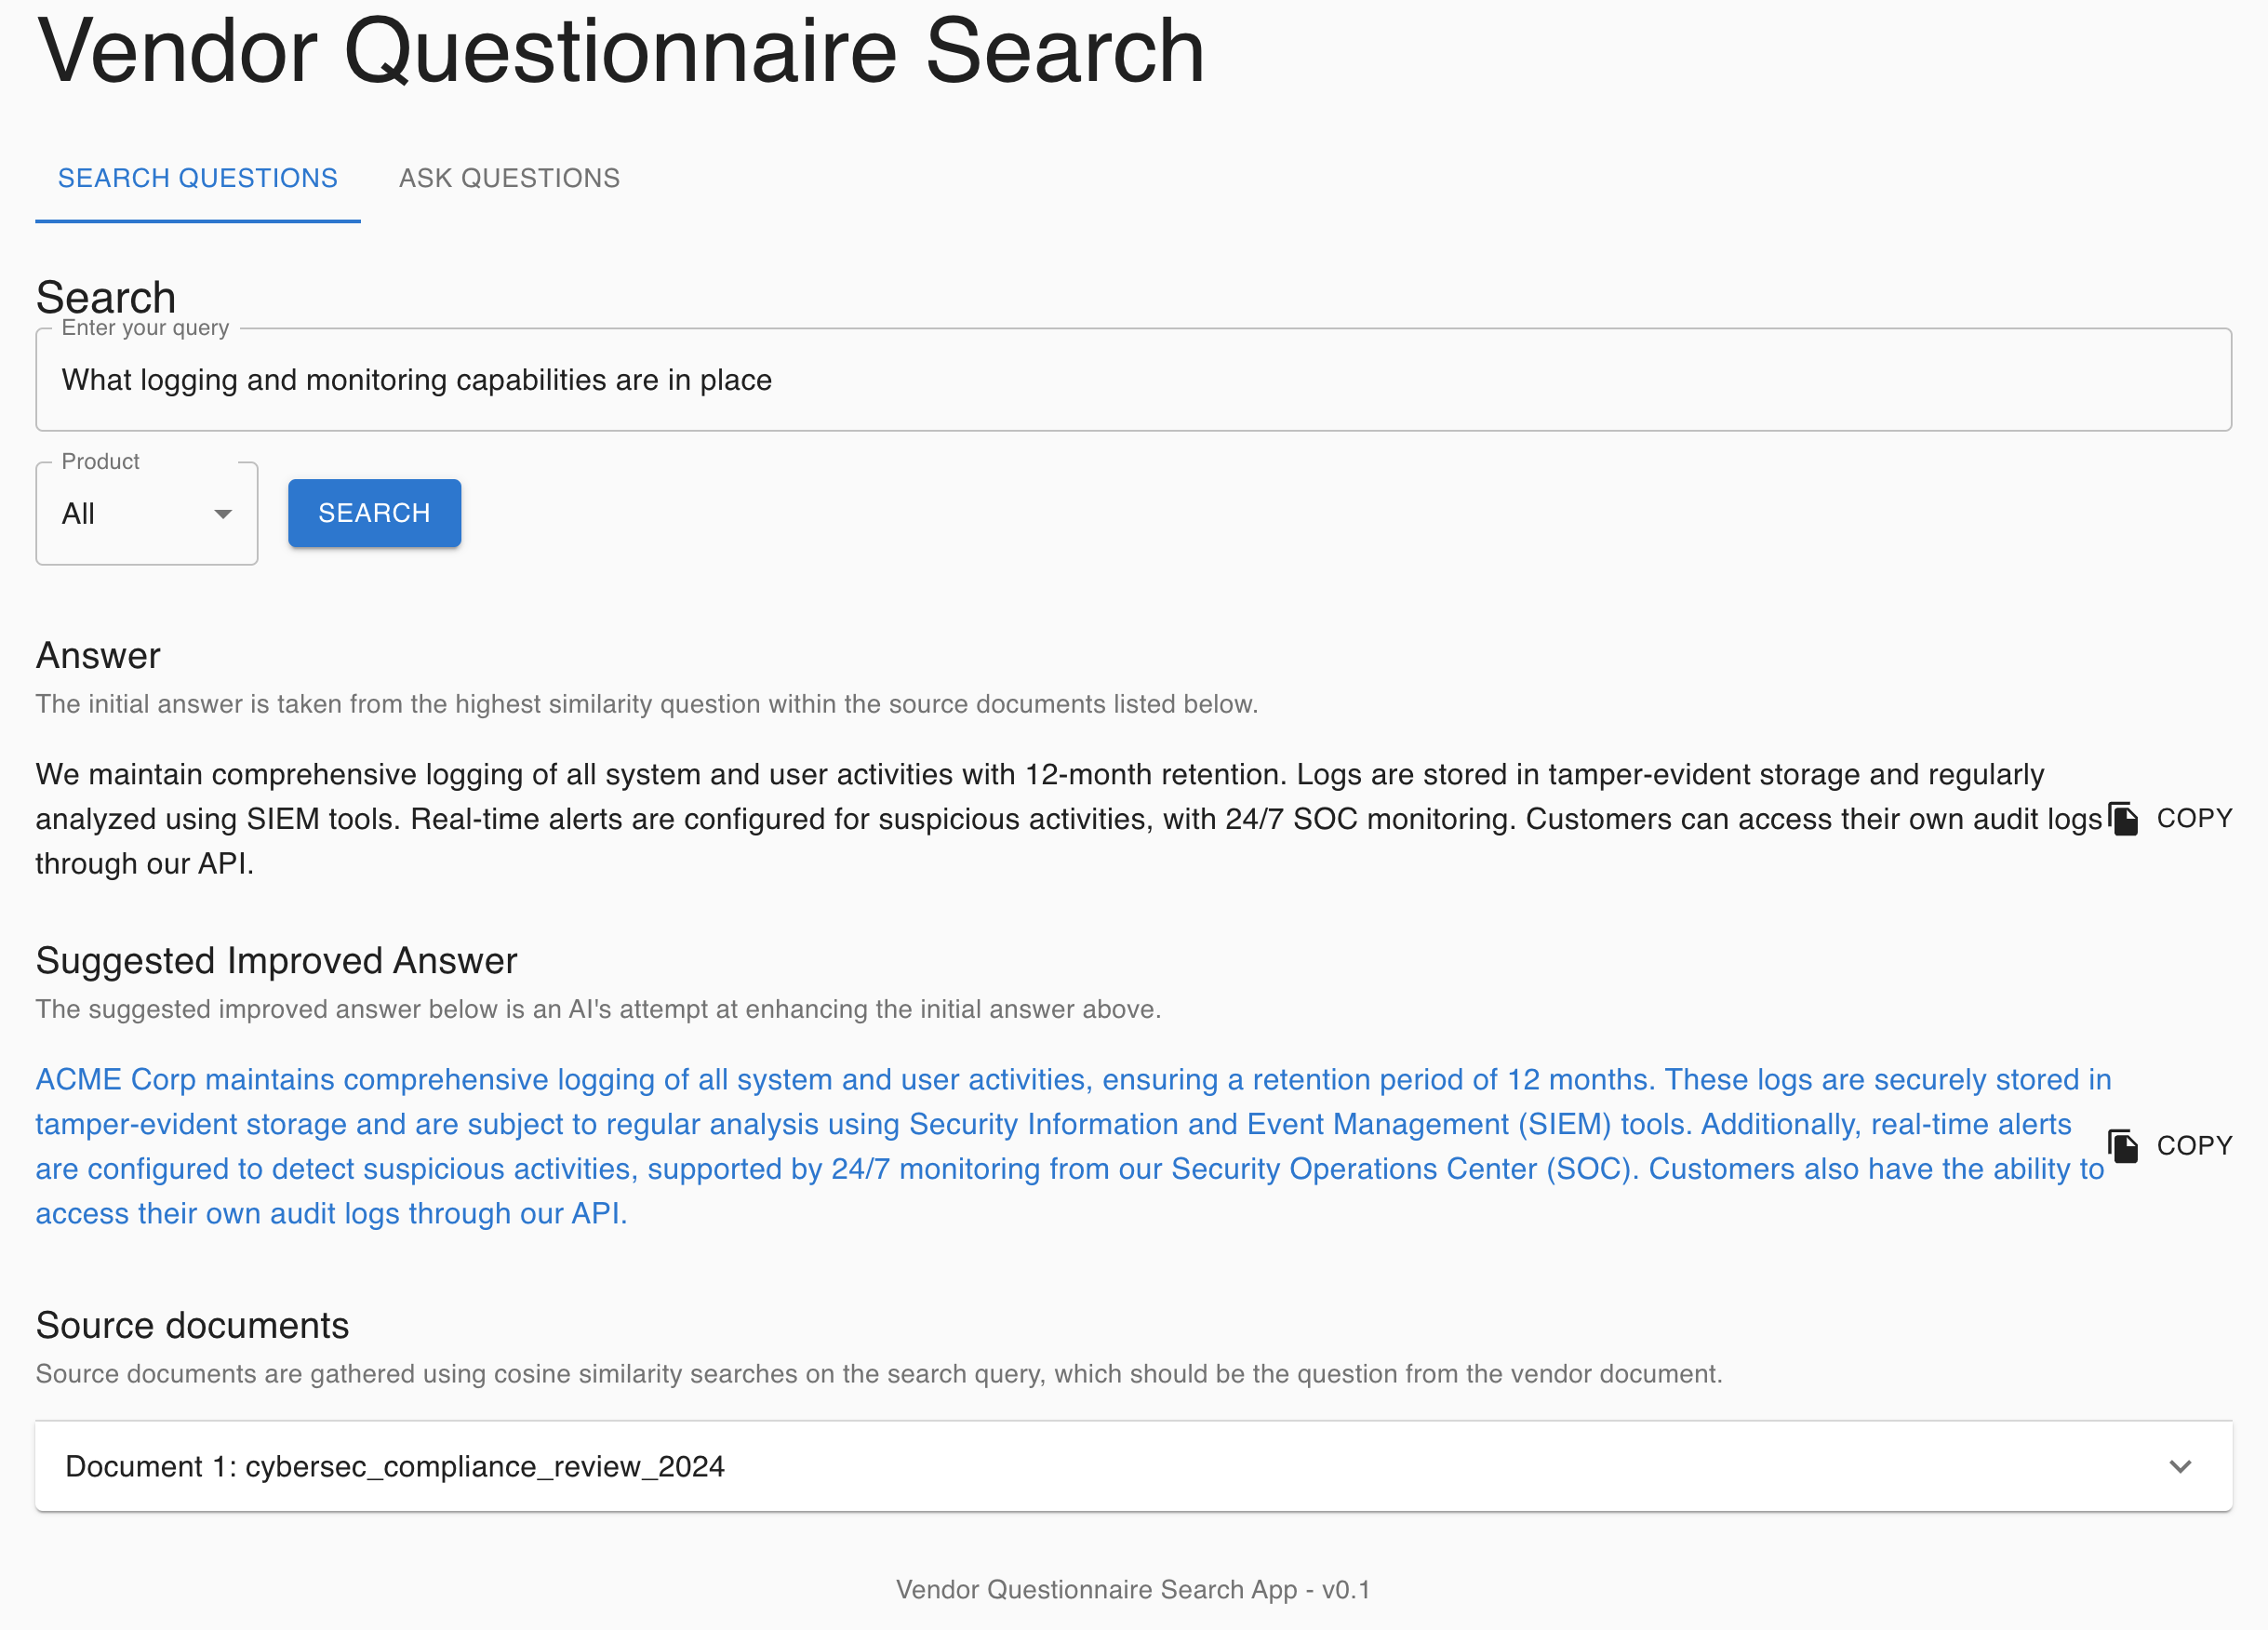 Vendor Questionnaire Search
SEARCH QUESTIONS ASK QUESTIONS
Search
Enter your query
What logging and monitoring capabilities are in place
Product
All
SEARCH
Answer
The initial answer is taken from the highest similarity question within the source documents listed below.
We maintain comprehensive logging of all system and user activities with 12-month retention. Logs are stored in tamper-evident storage and regularly
analyzed using SIEM tools. Real-time alerts are configured for suspicious activities, with 24/7 SOC monitoring. Customers can access their own audit logs
through our API.
COPY
Suggested Improved Answer
The suggested improved answer below is an AI's attempt at enhancing the initial answer above.
ACME Corp maintains comprehensive logging of all system and user activities, ensuring a retention period of 12 months. These logs are securely stored in
tamper-evident storage and are subject to regular analysis using Security Information and Event Management (SIEM) tools. Additionally, real-time alerts
are configured to detect suspicious activities, supported by 24/7 monitoring from our Security Operations Center (SOC). Customers also have the ability to
access their own audit logs through our API.
COPY
Source documents
Source documents are gathered using cosine similarity searches on the search query, which should be the question from the vendor document.
Document 1: cybersec_compliance_review_2024
Vendor Questionnaire Search App - v0.1